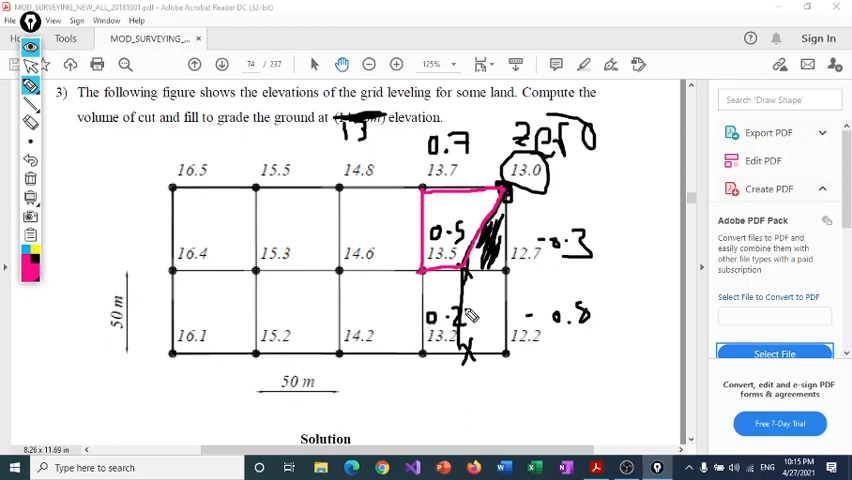 MOD_SURVEYING_NEW_ALL_20181001.pdf - Adobe Acrobat Reader DC (32-bit)
File View Sign Window Help
Tools MOD_SURVEYING_... × Sign In
74 / 237 125%
3) The following figure shows the elevations of the grid leveling for some land. Compute the
volume of cut and fill to grade the ground at elevation.
13
0.7 zero
16.5 15.5 14.8 13.7 13.0
0.5 -0.3
16.4 15.3 14.6 13.5 12.7
x
50 m
0.2 - 0.8
16.1 15.2 14.2 13.2 12.2
x
50 m
Solution
8.26 x 11.69 in
Search 'Draw Shape'
Export PDF
Edit PDF
Create PDF
Adobe PDF Pack
Convert files to PDF and
easily combine them with
other file types with a paid
subscription
Select File to Convert to PDF
Select File
Convert, edit and e-sign PDF
forms & agreements
Free 7-Day Trial
Type here to search
ENG
10:15 PM
4/27/2021